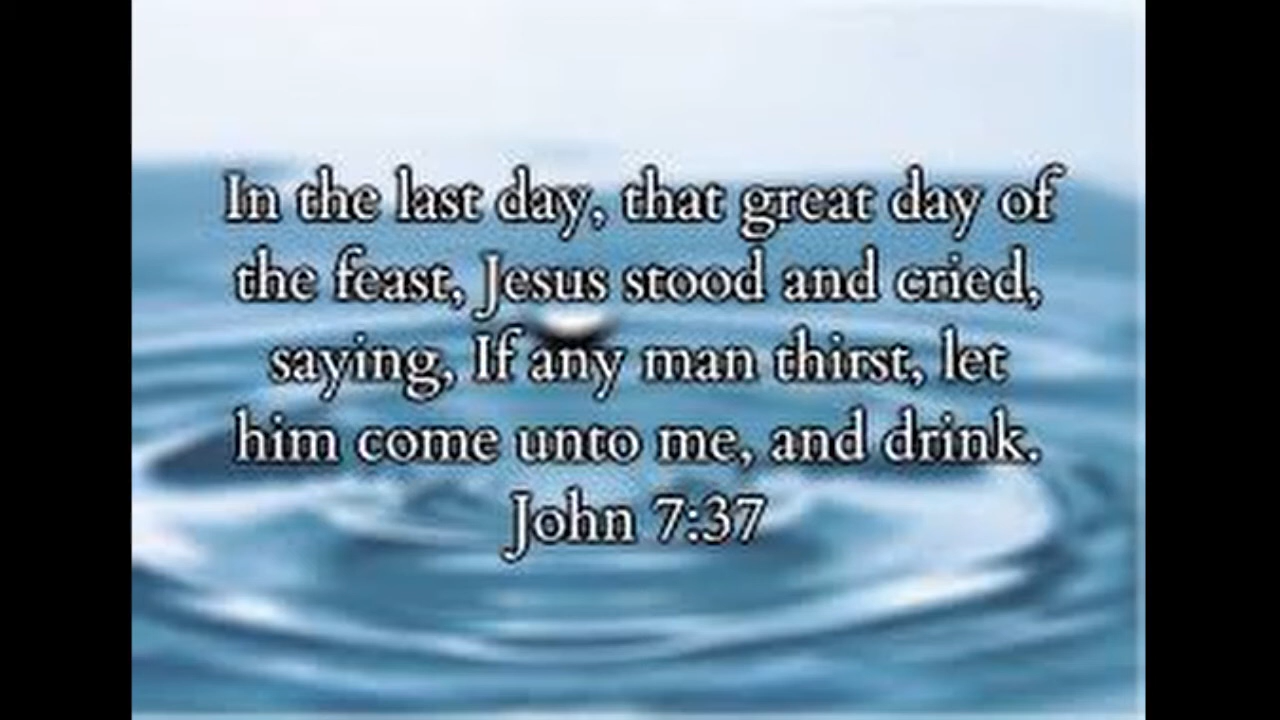 In the last day, that great day of
the feast, Jesus stood and cried,
saying, If any man thirst, let
him come unto me, and drink.
John 7:37